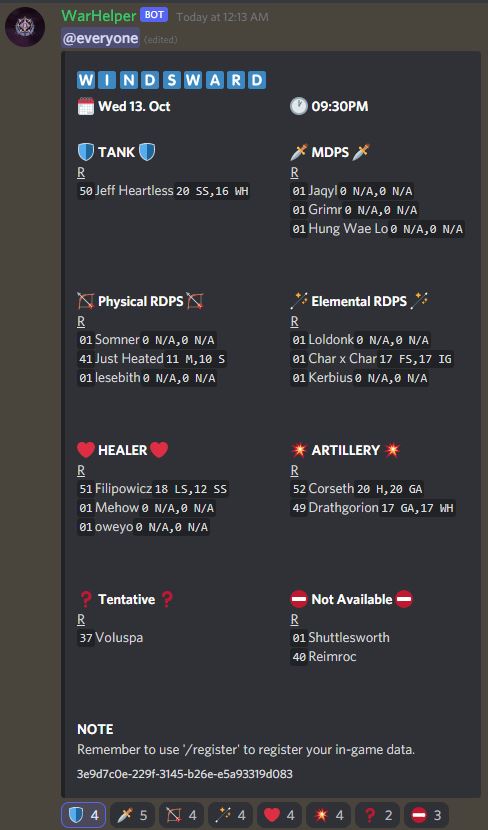 WarHelper BOT Today at 12:13 AM
@everyone (edited)
WINDSWARD
Wed 13. Oct
09:30PM
TANK
R
50 Jeff Heartless 20 SS,16 WH
MDPS
R
01 Jaqyl 0 N/A,0 N/A
01 Grimr 0 N/A,0 N/A
01 Hung Wae Lo 0 N/A,0 N/A
Physical RDPS
R
01 Somner 0 N/A,0 N/A
41 Just Heated 11 M,10 S
01 lesebith 0 N/A,0 N/A
Elemental RDPS
R
01 Loldonk 0 N/A,0 N/A
01 Char x Char 17 FS,17 IG
01 Kerbius 0 N/A,0 N/A
HEALER
R
51 Filipowicz 18 LS,12 SS
01 Mehow 0 N/A,0 N/A
01 oweyo 0 N/A,0 N/A
ARTILLERY
R
52 Corseth 20 H,20 GA
49 Drathgorion 17 GA,17 WH
Tentative
R
37 Voluspa
Not Available
R
01 Shuttlesworth
40 Reimroc
NOTE
Remember to use '/register' to register your in-game data.
3e9d7c0e-229f-3145-b26e-e5a93319d083
4 5 4 4 4 4 2 3